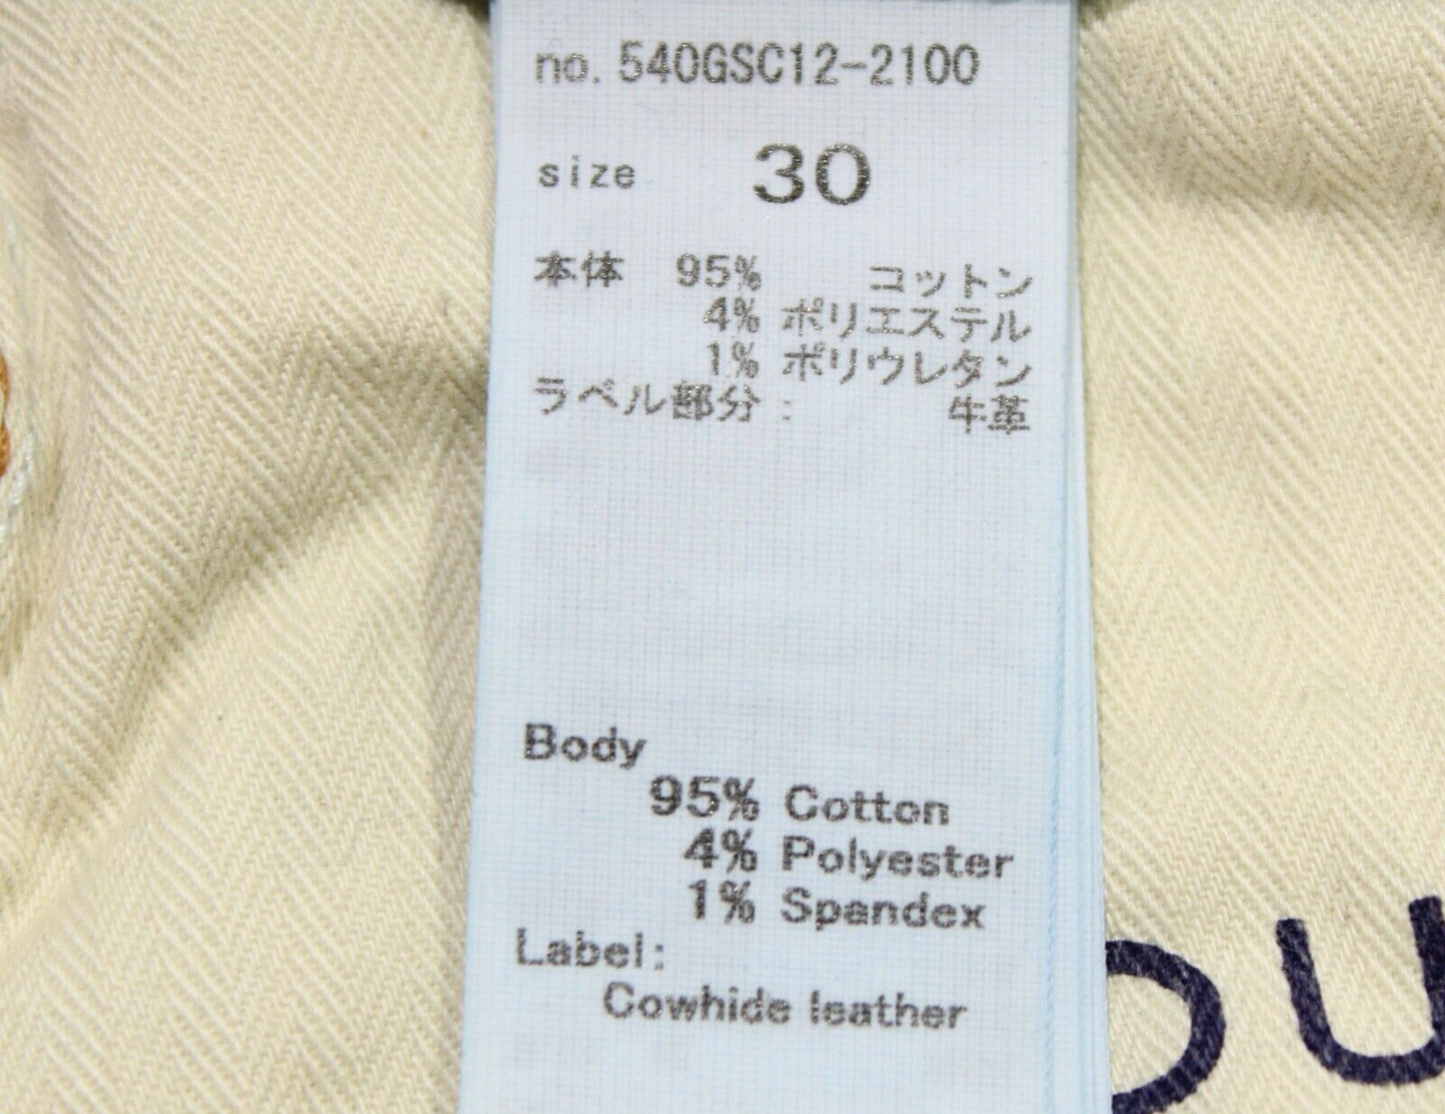 no. 540GSC12-2100
size 30
本体 95% コットン
4% ポリエステル
1% ポリウレタン
ラベル部分: 牛革
Body
95% Cotton
4% Polyester
1% Spandex
Label:
Cowhide leather